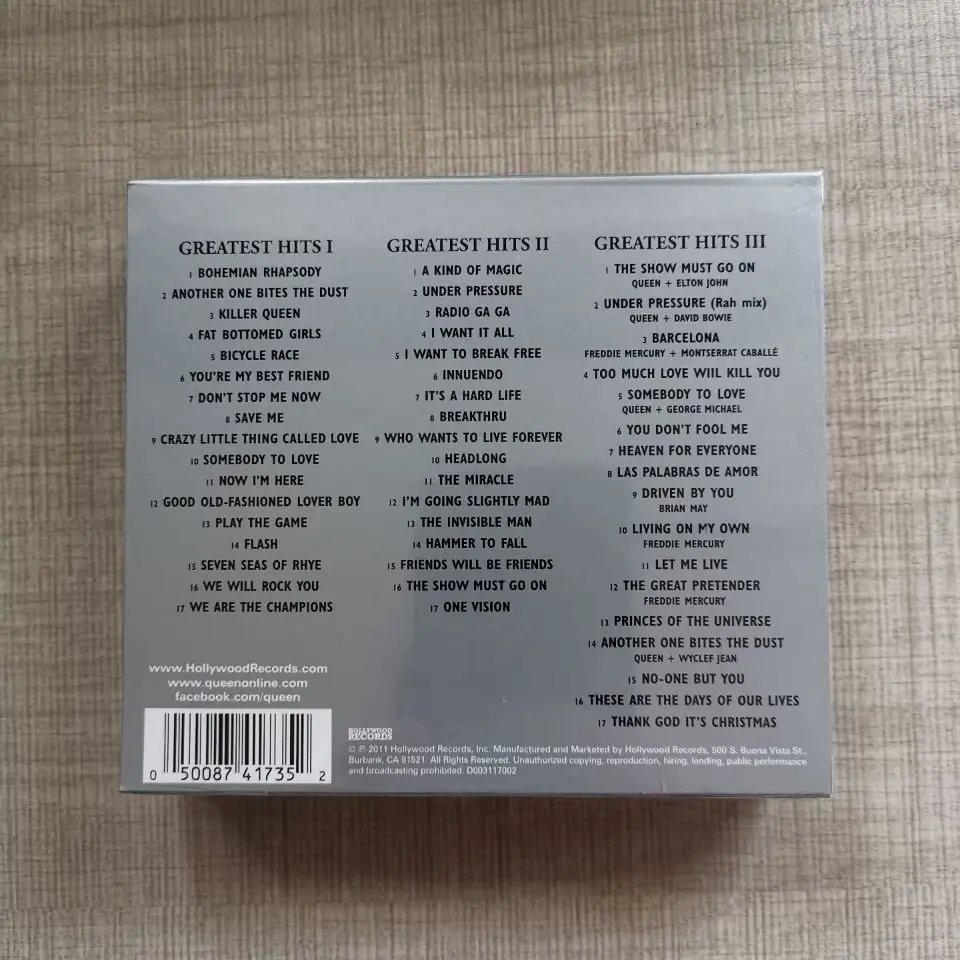 GREATEST HITS I
1 BOHEMIAN RHAPSODY
2 ANOTHER ONE BITES THE DUST
3 KILLER QUEEN
4 FAT BOTTOMED GIRLS
5 BICYCLE RACE
6 YOU'RE MY BEST FRIEND
7 DON'T STOP ME NOW
8 SAVE ME
9 CRAZY LITTLE THING CALLED LOVE
10 SOMEBODY TO LOVE
11 NOW I'M HERE
12 GOOD OLD-FASHIONED LOVER BOY
13 PLAY THE GAME
14 FLASH
15 SEVEN SEAS OF RHYE
16 WE WILL ROCK YOU
17 WE ARE THE CHAMPIONS
GREATEST HITS II
1 A KIND OF MAGIC
2 UNDER PRESSURE
3 RADIO GA GA
4 I WANT IT ALL
5 I WANT TO BREAK FREE
6 INNUENDO
7 IT'S A HARD LIFE
8 BREAKTHRU
9 WHO WANTS TO LIVE FOREVER
10 HEADLONG
11 THE MIRACLE
12 I'M GOING SLIGHTLY MAD
13 THE INVISIBLE MAN
14 HAMMER TO FALL
15 FRIENDS WILL BE FRIENDS
16 THE SHOW MUST GO ON
17 ONE VISION
GREATEST HITS III
1 THE SHOW MUST GO ON
QUEEN + ELTON JOHN
2 UNDER PRESSURE (Rah mix)
QUEEN + DAVID BOWIE
3 BARCELONA
FREDDIE MERCURY + MONTSERRAT CABALLÉ
4 TOO MUCH LOVE WIIL KILL YOU
5 SOMEBODY TO LOVE
QUEEN + GEORGE MICHAEL
6 YOU DON'T FOOL ME
7 HEAVEN FOR EVERYONE
8 LAS PALABRAS DE AMOR
9 DRIVEN BY YOU
BRIAN MAY
10 LIVING ON MY OWN
FREDDIE MERCURY
11 LET ME LIVE
12 THE GREAT PRETENDER
FREDDIE MERCURY
13 PRINCES OF THE UNIVERSE
14 ANOTHER ONE BITES THE DUST
QUEEN + WYCLEF JEAN
15 NO-ONE BUT YOU
16 THESE ARE THE DAYS OF OUR LIVES
17 THANK GOD IT'S CHRISTMAS
www.HollywoodRecords.com
www.queenonline.com
facebook.com/queen
0 50087 41735 2
HOLLYWOOD
RECORDS
© ℗ 2011 Hollywood Records, Inc. Manufactured and Marketed by Hollywood Records, 500 S. Buena Vista St.,
Burbank, CA 91521. All Rights Reserved. Unauthorized copying, reproduction, hiring, lending, public performance
and broadcasting prohibited. D003117002